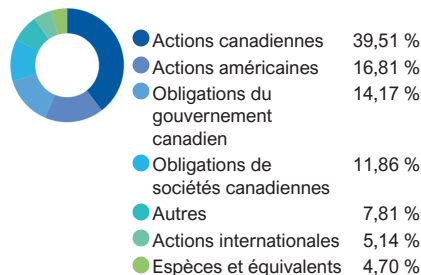 Actions canadiennes 39,51 %
Actions américaines 16,81 %
Obligations du 14,17 %
gouvernement
canadien
Obligations de 11,86 %
sociétés canadiennes
Autres 7,81 %
Actions internationales 5,14 %
Espèces et équivalents 4,70 %